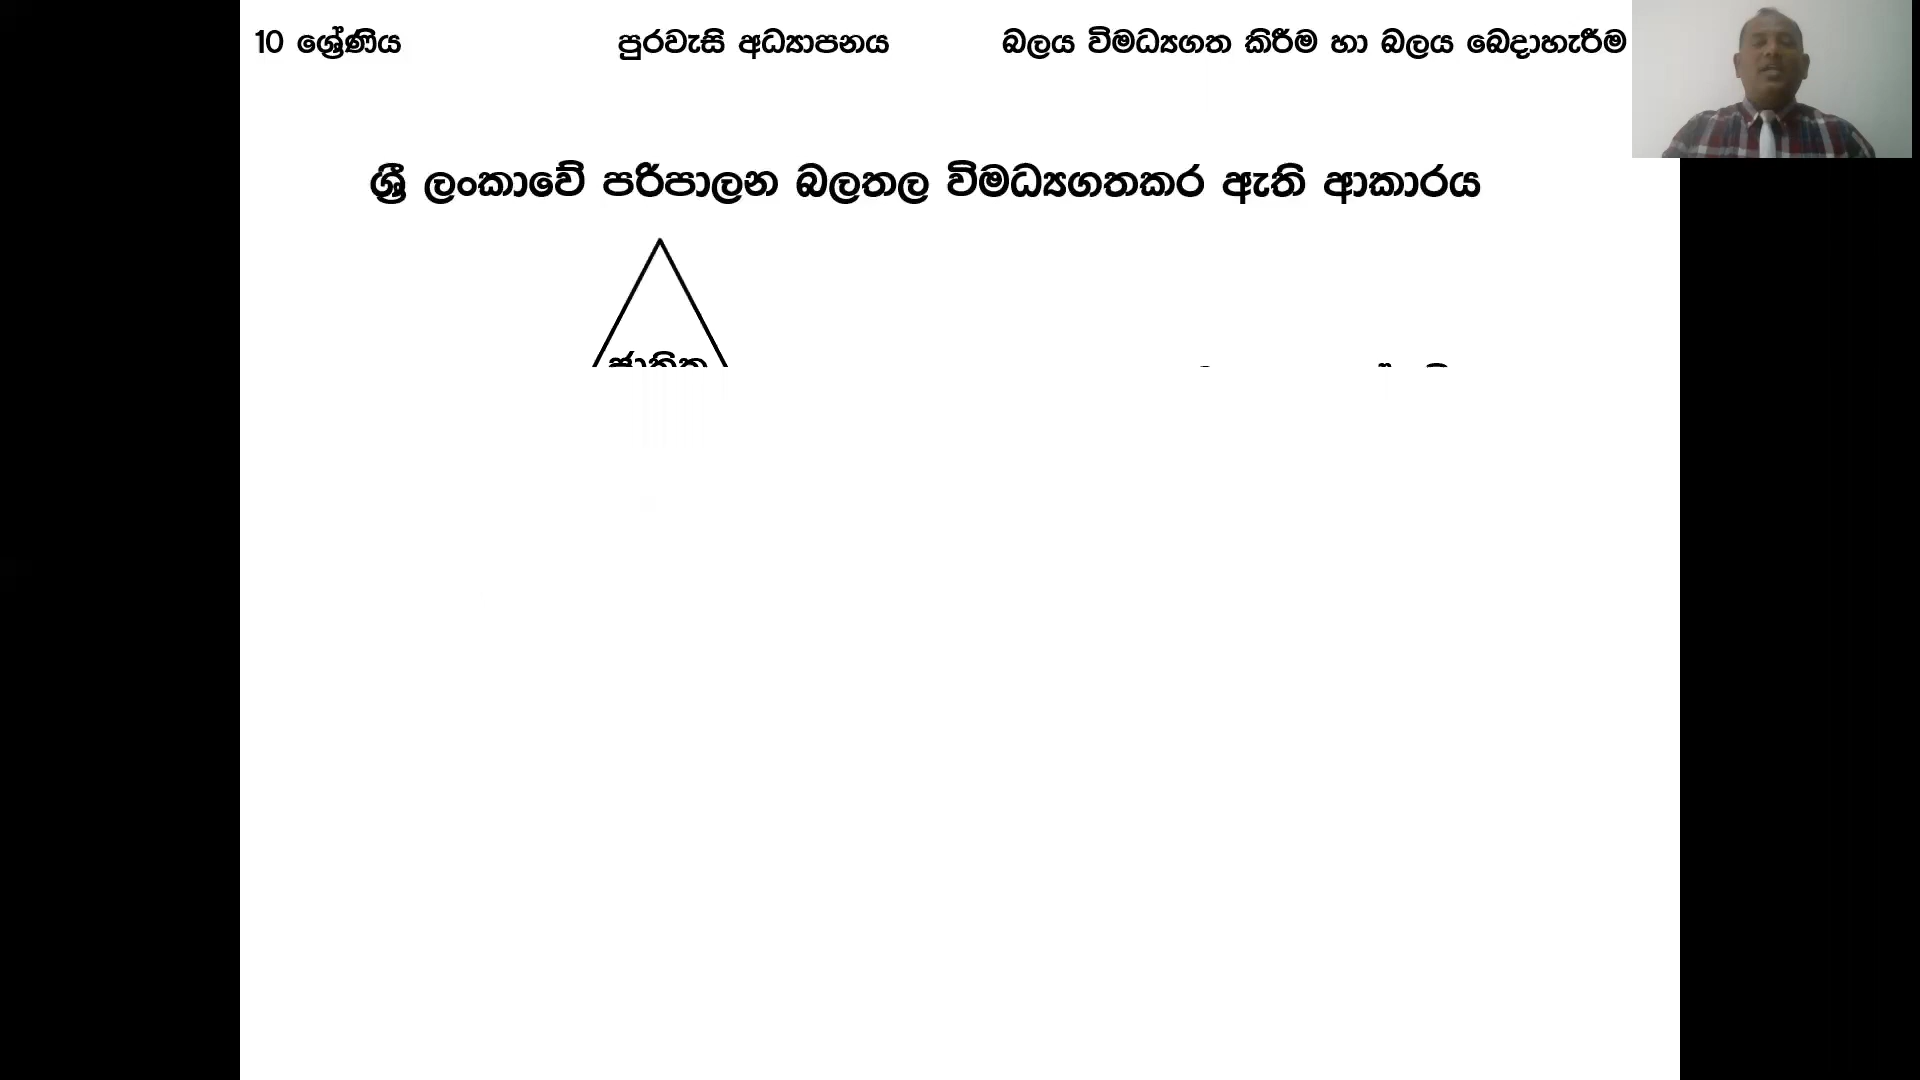 10 ශ්‍රේණිය පුරවැසි අධ්‍යාපනය බලය විමධ්‍යගත කිරීම හා බලය බෙදාහැරීම
ශ්‍රී ලංකාවේ පරිපාලන බලතල විමධ්‍යගතකර ඇති ආකාරය
ජාතික